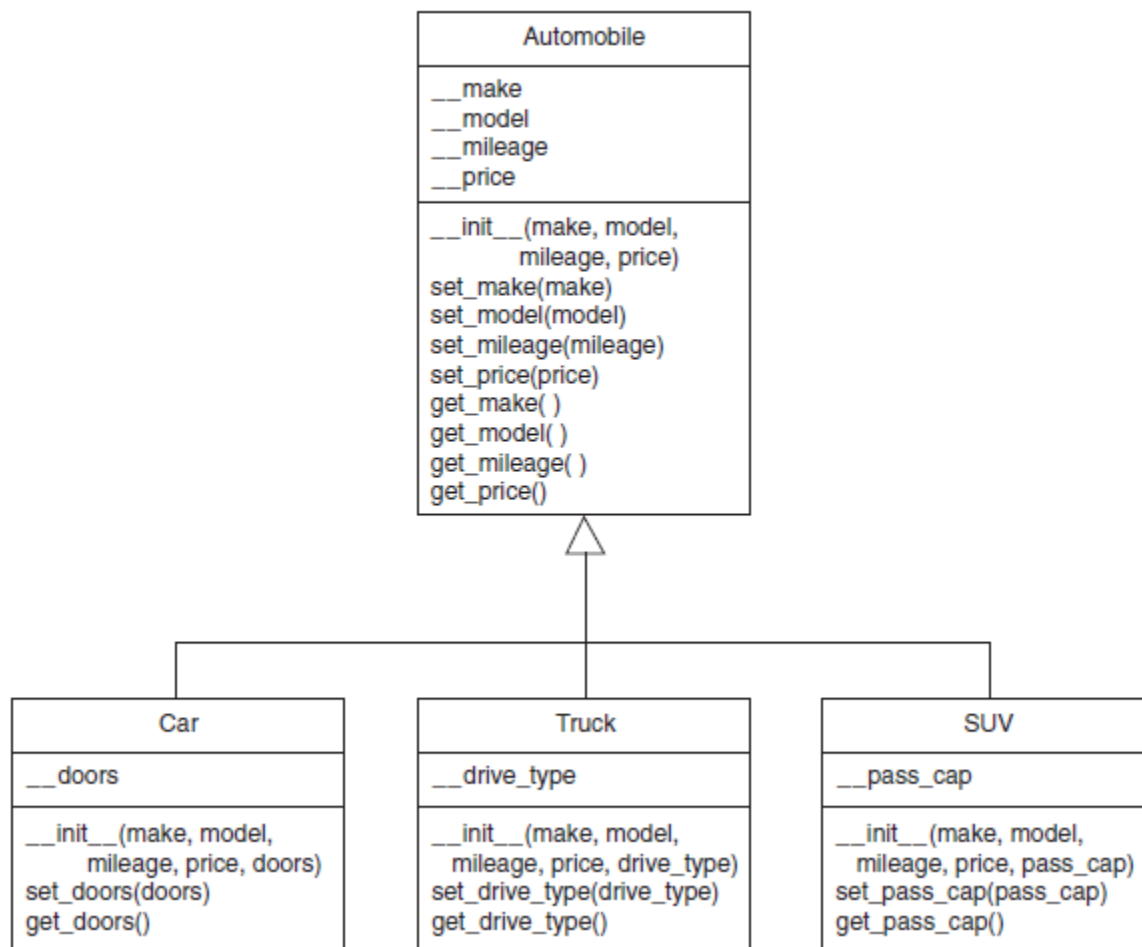 Automobile
__make
__model
__mileage
__price
__init__(make, model,
mileage, price)
set_make(make)
set_model(model)
set_mileage(mileage)
set_price(price)
get_make( )
get_model( )
get_mileage( )
get_price()
Car
__doors
__init__(make, model,
mileage, price, doors)
set_doors(doors)
get_doors()
Truck
__drive_type
__init__(make, model,
mileage, price, drive_type)
set_drive_type(drive_type)
get_drive_type()
SUV
__pass_cap
__init__(make, model,
mileage, price, pass_cap)
set_pass_cap(pass_cap)
get_pass_cap()